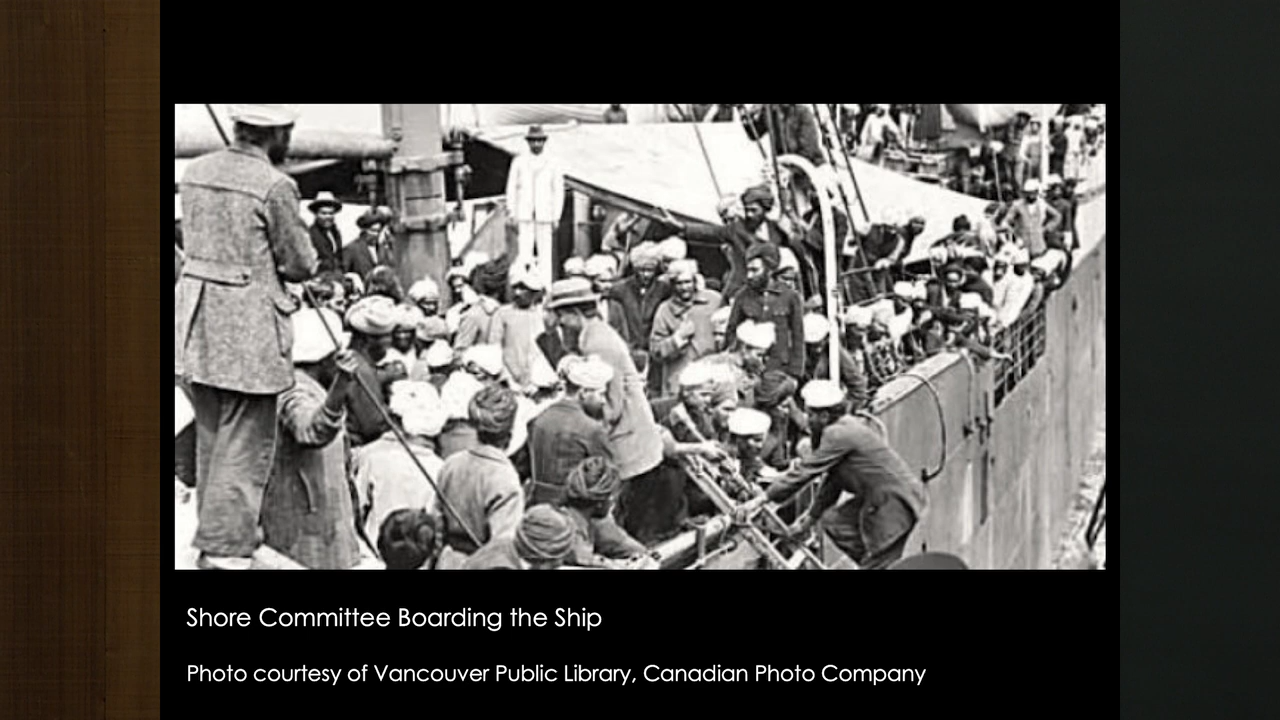 Shore Committee Boarding the Ship
Photo courtesy of Vancouver Public Library, Canadian Photo Company